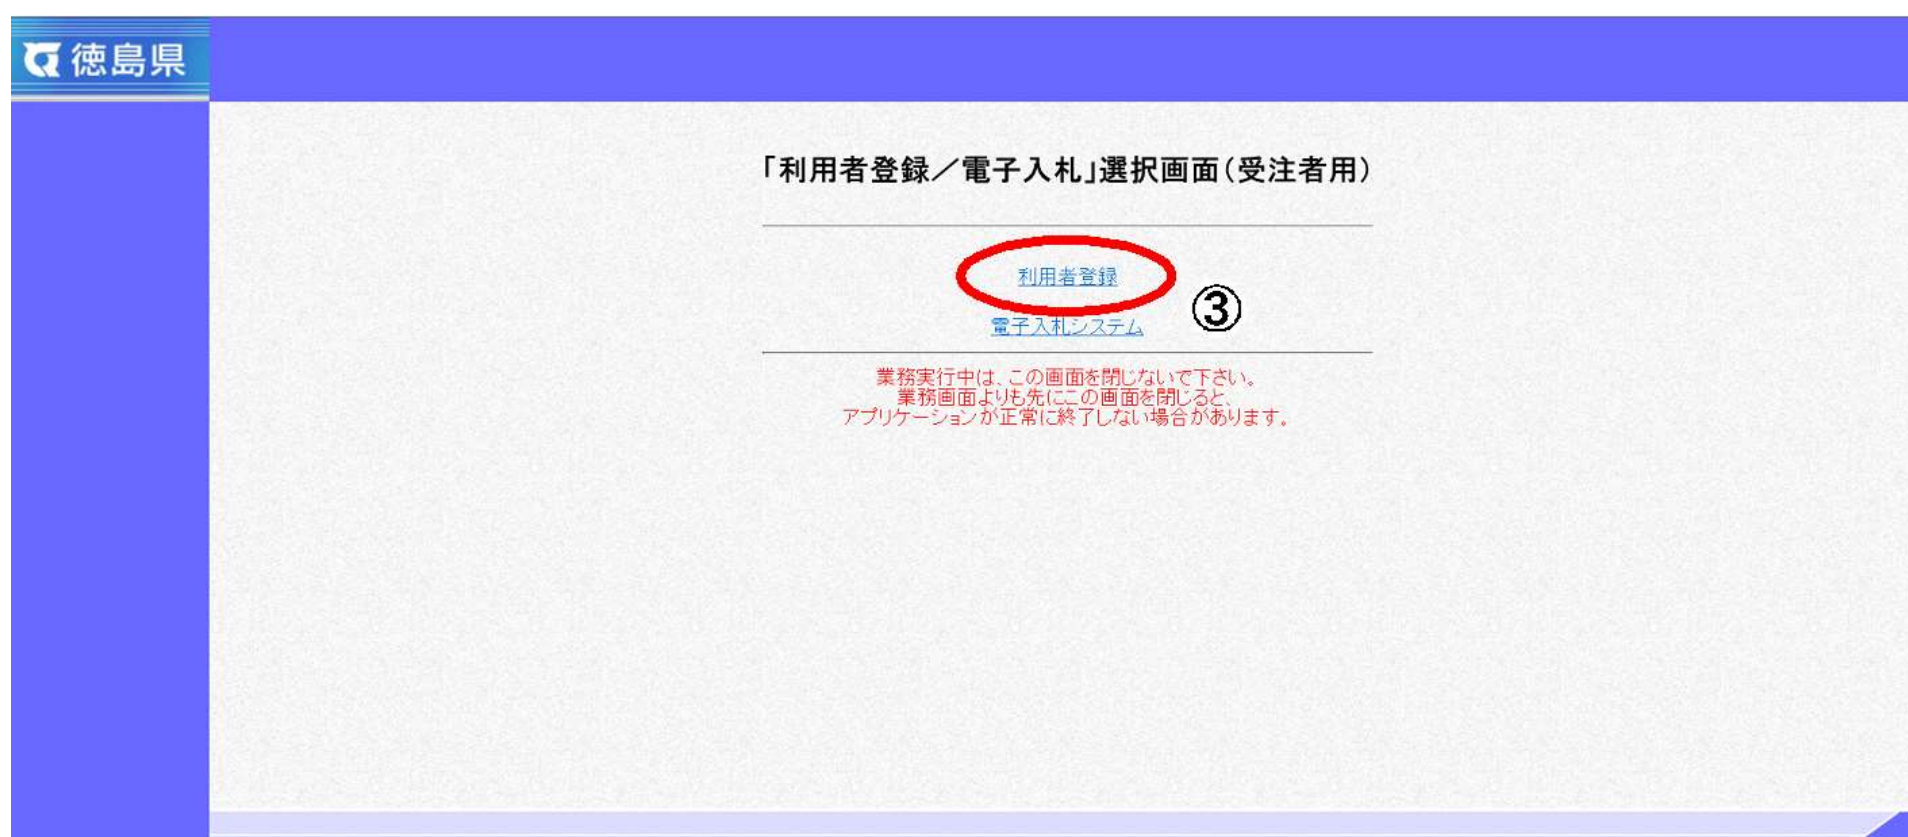 徳島県
「利用者登録／電子入札」選択画面(受注者用)
利用者登録
③
電子入札システム
業務実行中は、この画面を閉じないで下さい。
業務画面よりも先にこの画面を閉じると、
アプリケーションが正常に終了しない場合があります。